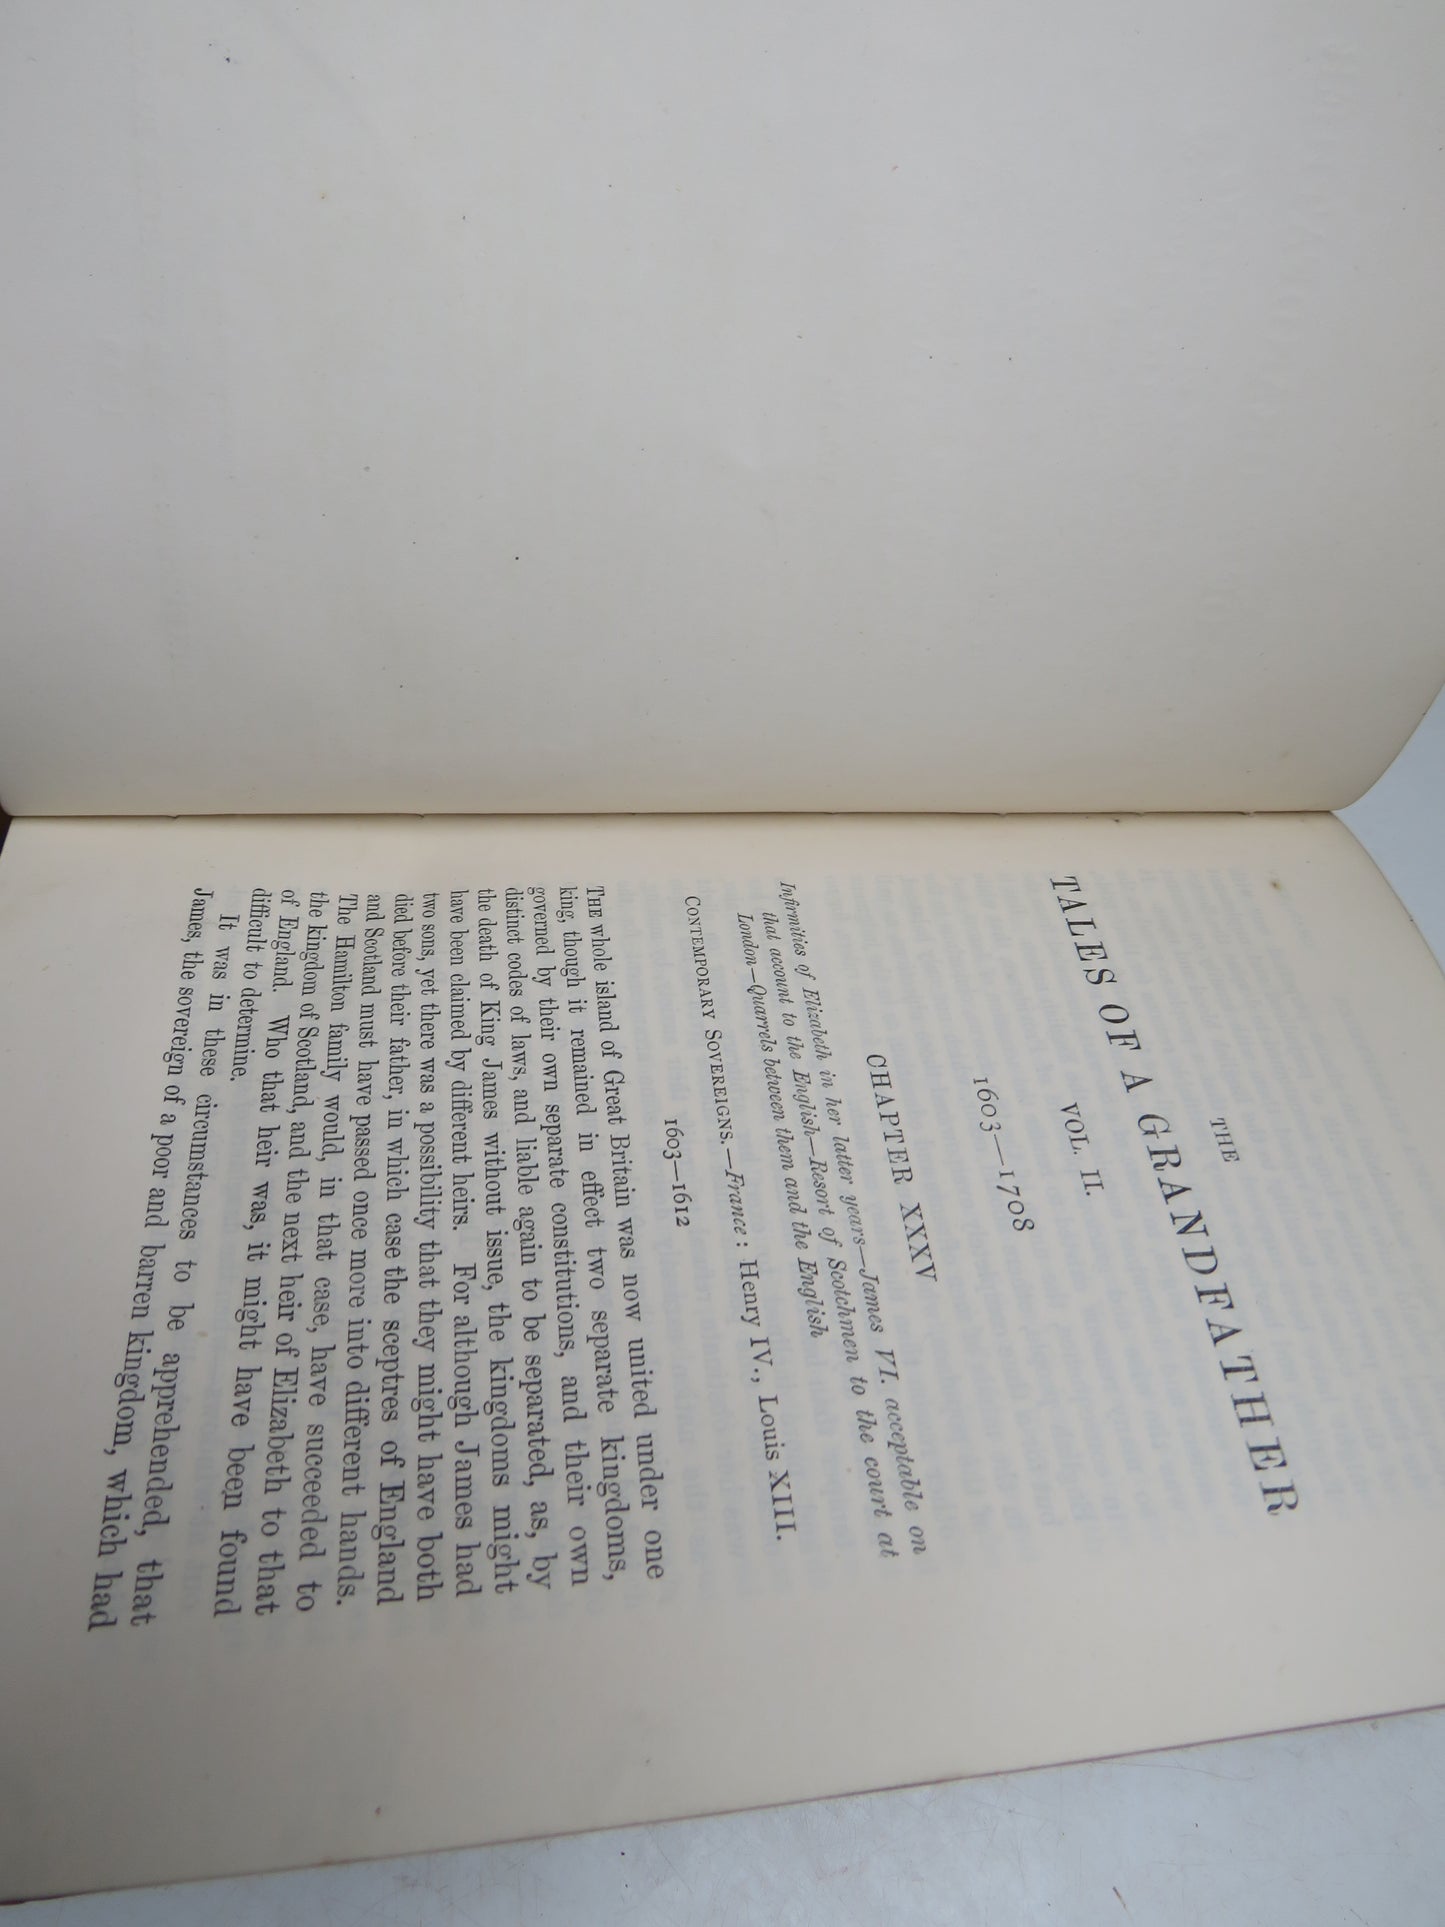 THE
TALES OF A GRANDFATHER
VOL. II.
1603—1708
CHAPTER XXXV
Infirmities of Elizabeth in her latter years—James VI. acceptable on
that account to the English—Resort of Scotchmen to the court at
London—Quarrels between them and the English
CONTEMPORARY SOVEREIGNS.—France: Henry IV., Louis XIII.
1603—1612
THE whole island of Great Britain was now united under one
king, though it remained in effect two separate kingdoms,
governed by their own separate constitutions, and their own
distinct codes of laws, and liable again to be separated, as, by
the death of King James without issue, the kingdoms might
have been claimed by different heirs. For although James had
two sons, yet there was a possibility that they might have both
died before their father, in which case the sceptres of England
and Scotland must have passed once more into different hands.
The Hamilton family would, in that case, have succeeded to
the kingdom of Scotland, and the next heir of Elizabeth to that
of England. Who that heir was, it might have been found
difficult to determine.
It was in these circumstances to be apprehended, that
James, the sovereign of a poor and barren kingdom, which had